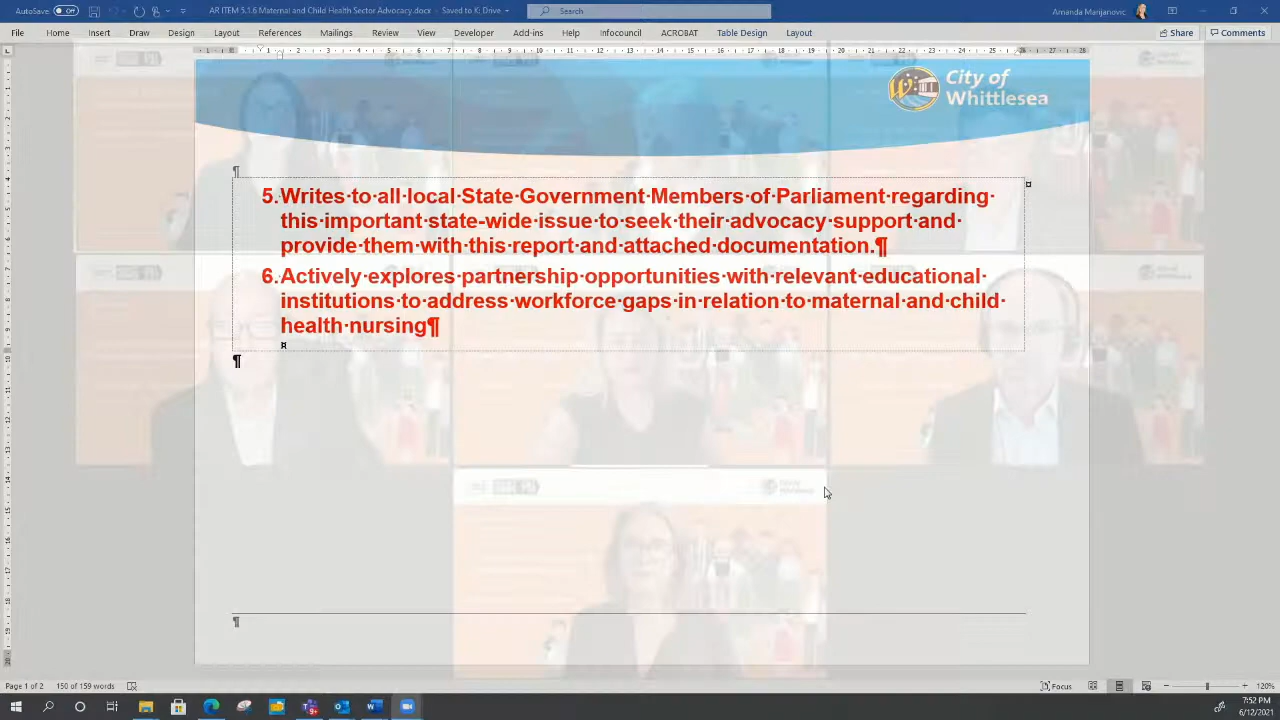 AutoSave Off AR ITEM 5.1.6 Maternal and Child Health Sector Advocacy.docx - Saved to K: Drive Search Amanda Marijanovic
File Home Insert Draw Design Layout References Mailings Review View Developer Add-ins Help Infocouncil ACROBAT Table Design Layout Share Comments
City of
Whittlesea
5. Writes to all local State Government Members of Parliament regarding
this important state-wide issue to seek their advocacy support and
provide them with this report and attached documentation.¶
6. Actively explores partnership opportunities with relevant educational
institutions to address workforce gaps in relation to maternal and child
health nursing¶
Page 1 of 2 150 of 159 words Focus 120%
7:52 PM
6/12/2021